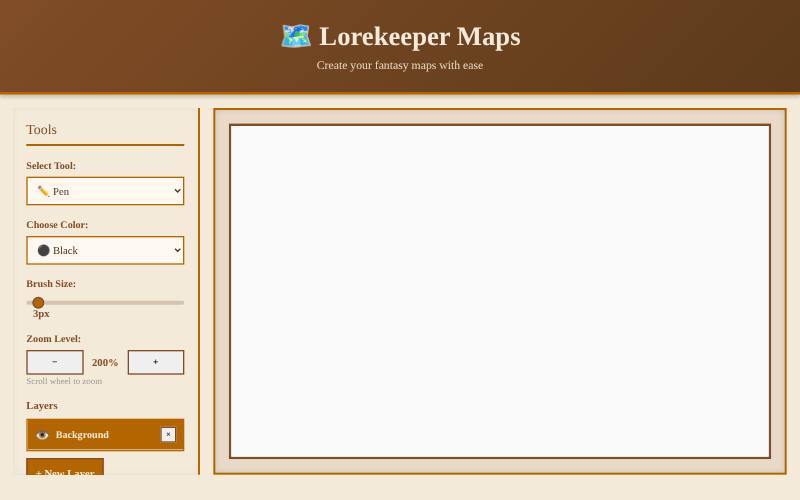 🗺️ Lorekeeper Maps
Create your fantasy maps with ease
Tools
Select Tool:
✏️ Pen
Choose Color:
⚫ Black
Brush Size:
3px
Zoom Level:
− 200% +
Scroll wheel to zoom
Layers
👁️ Background ×
+ New Layer